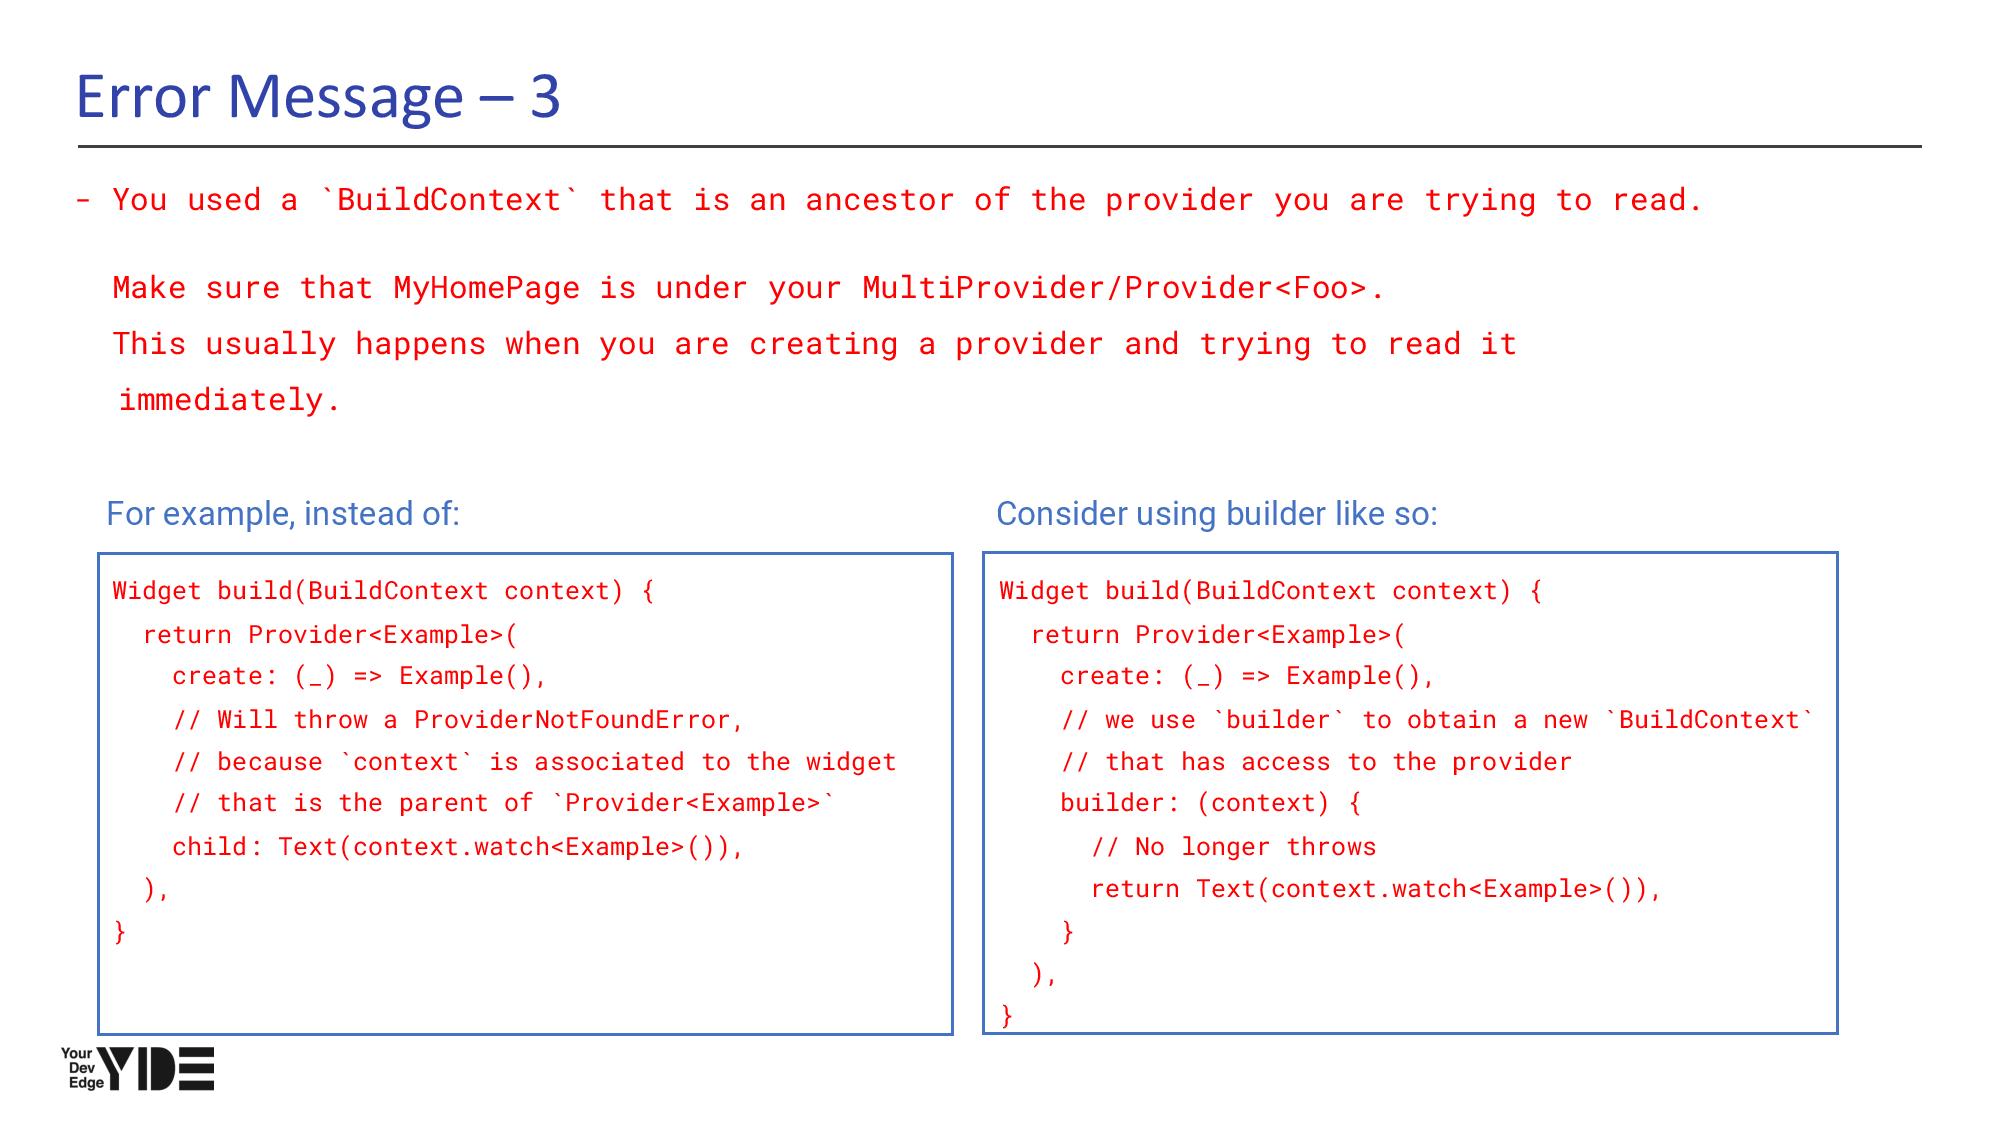 Error Message – 3
- You used a `BuildContext` that is an ancestor of the provider you are trying to read.
Make sure that MyHomePage is under your MultiProvider/Provider<Foo>.
This usually happens when you are creating a provider and trying to read it
immediately.
For example, instead of:
Widget build(BuildContext context) {
  return Provider<Example>(
    create: (_) => Example(),
    // Will throw a ProviderNotFoundError,
    // because `context` is associated to the widget
    // that is the parent of `Provider<Example>`
    child: Text(context.watch<Example>()),
  ),
}
Consider using builder like so:
Widget build(BuildContext context) {
  return Provider<Example>(
    create: (_) => Example(),
    // we use `builder` to obtain a new `BuildContext`
    // that has access to the provider
    builder: (context) {
      // No longer throws
      return Text(context.watch<Example>()),
    }
  ),
}
Your
Dev
Edge
YDE